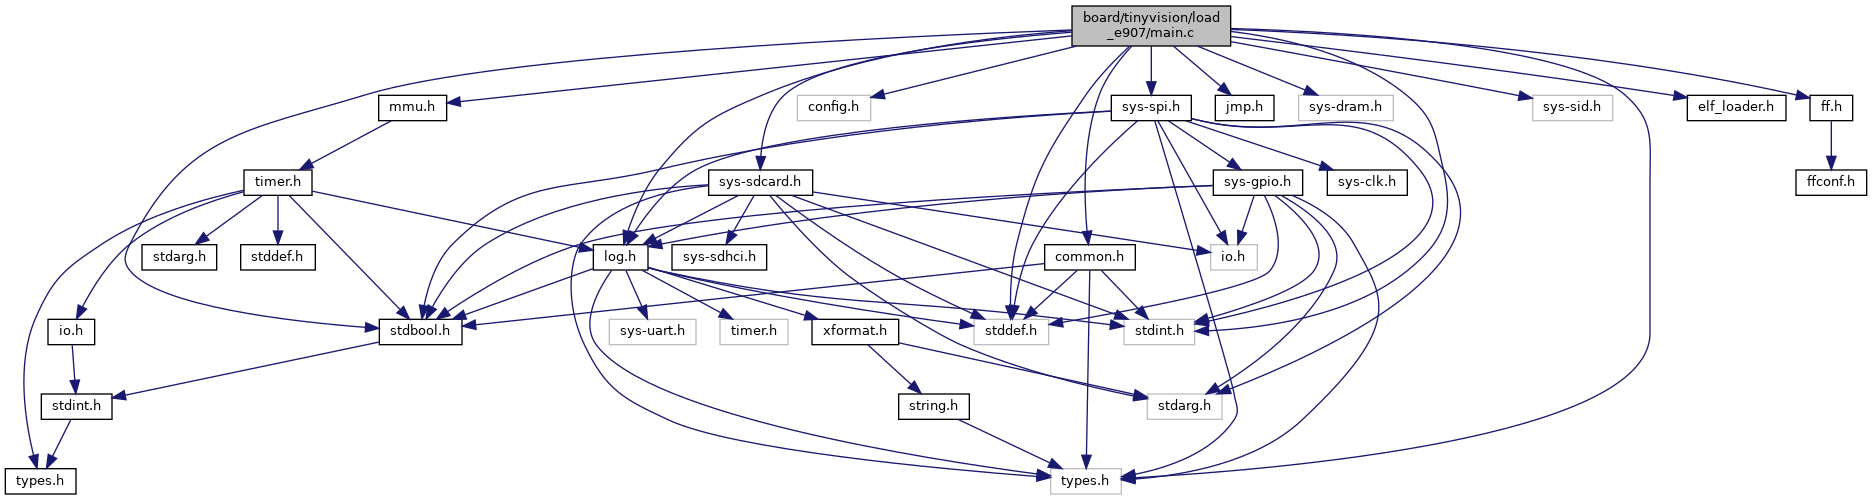 board/tinyvision/load
_e907/main.c
mmu.h
config.h
sys-spi.h
jmp.h
sys-dram.h
sys-sid.h
elf_loader.h
ff.h
timer.h
sys-sdcard.h
sys-gpio.h
sys-clk.h
ffconf.h
stdarg.h
stddef.h
log.h
sys-sdhci.h
common.h
io.h
io.h
stdbool.h
sys-uart.h
timer.h
xformat.h
stddef.h
stdint.h
stdint.h
string.h
stdarg.h
types.h
types.h